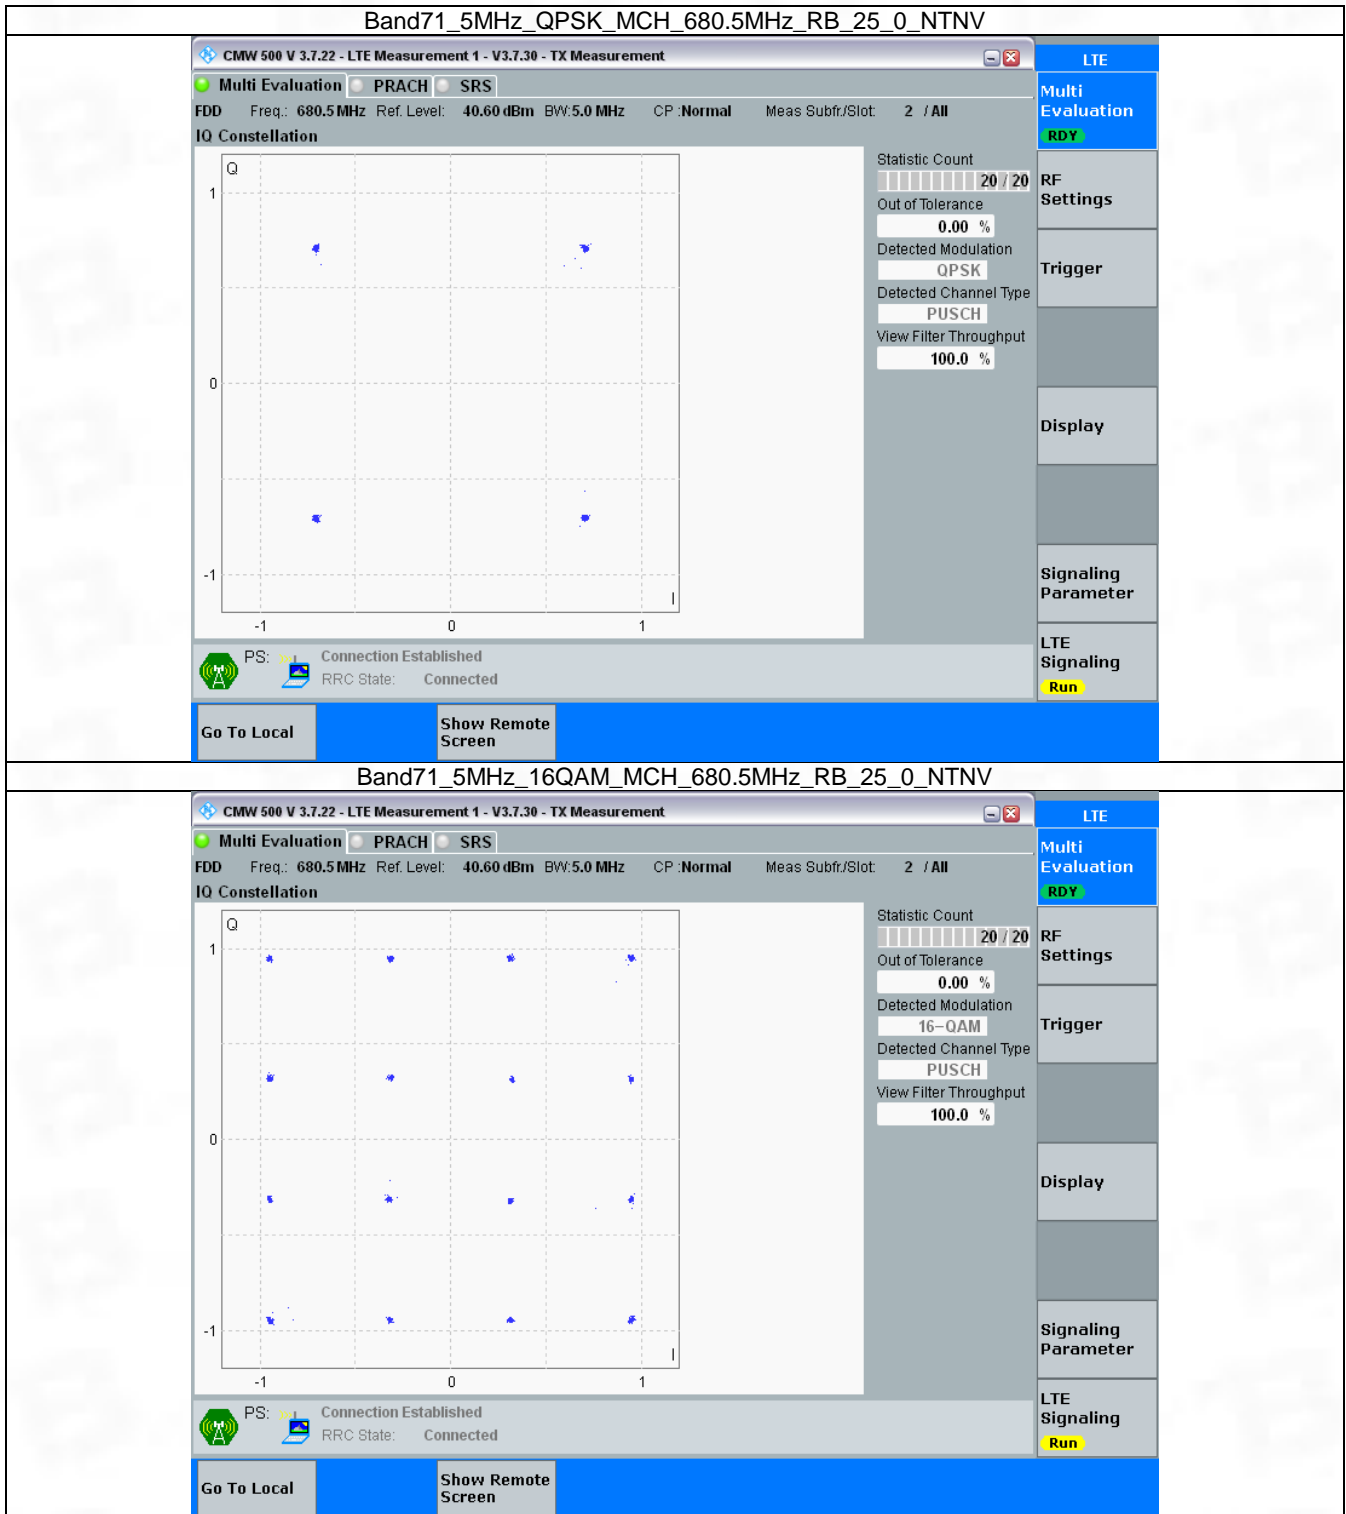 Band71_5MHz_QPSK_MCH_680.5MHz_RB_25_0_NTNV
CMW 500 V 3.7.22 - LTE Measurement 1 - V3.7.30 - TX Measurement
LTE
Multi Evaluation PRACH SRS
Multi
Evaluation
RDY
FDD Freq.: 680.5 MHz Ref. Level: 40.60 dBm BW: 5.0 MHz CP : Normal Meas Subfr./Slot: 2 / All
IQ Constellation
Q
1
0
-1
I
-1 0 1
Statistic Count
20 / 20
Out of Tolerance
0.00 %
Detected Modulation
QPSK
Detected Channel Type
PUSCH
View Filter Throughput
100.0 %
RF
Settings
Trigger
Display
Signaling
Parameter
LTE
Signaling
Run
PS: Connection Established
RRC State: Connected
Go To Local
Show Remote
Screen
Band71_5MHz_16QAM_MCH_680.5MHz_RB_25_0_NTNV
CMW 500 V 3.7.22 - LTE Measurement 1 - V3.7.30 - TX Measurement
LTE
Multi Evaluation PRACH SRS
Multi
Evaluation
RDY
FDD Freq.: 680.5 MHz Ref. Level: 40.60 dBm BW: 5.0 MHz CP : Normal Meas Subfr./Slot: 2 / All
IQ Constellation
Q
1
0
-1
I
-1 0 1
Statistic Count
20 / 20
Out of Tolerance
0.00 %
Detected Modulation
16-QAM
Detected Channel Type
PUSCH
View Filter Throughput
100.0 %
RF
Settings
Trigger
Display
Signaling
Parameter
LTE
Signaling
Run
PS: Connection Established
RRC State: Connected
Go To Local
Show Remote
Screen